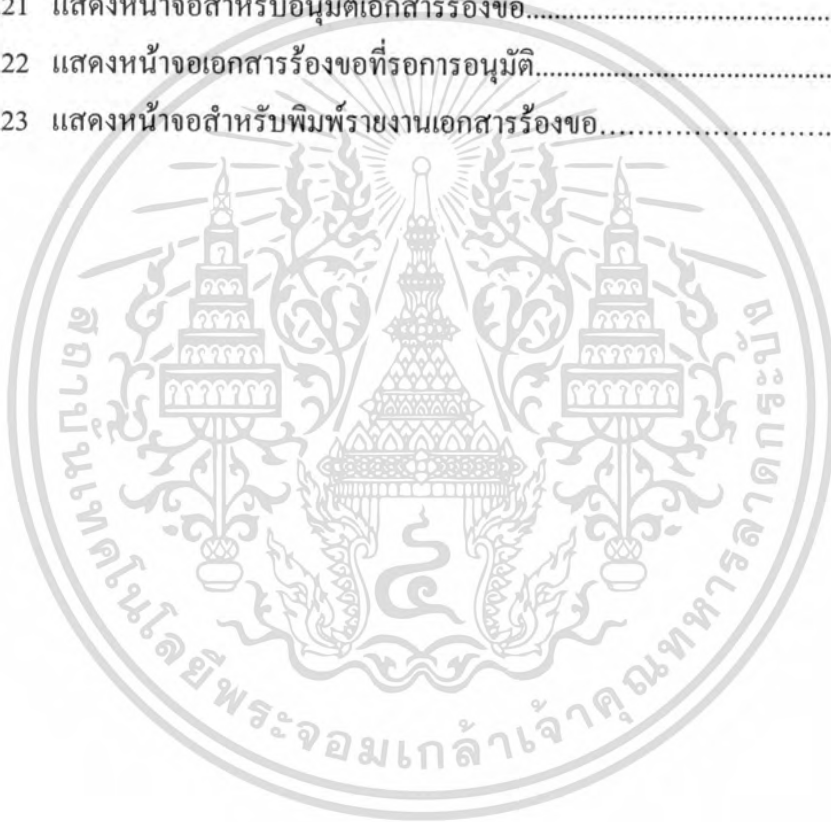 21 แสดงหน้าจอสำหรับอนุมัติเอกสารร้องขอ................................................
22 แสดงหน้าจอเอกสารร้องขอที่รอการอนุมัติ...............................................
23 แสดงหน้าจอสำหรับพิมพ์รายงานเอกสารร้องขอ........................
สถาบันเทคโนโลยีพระจอมเกล้าเจ้าคุณทหารลาดกระบัง